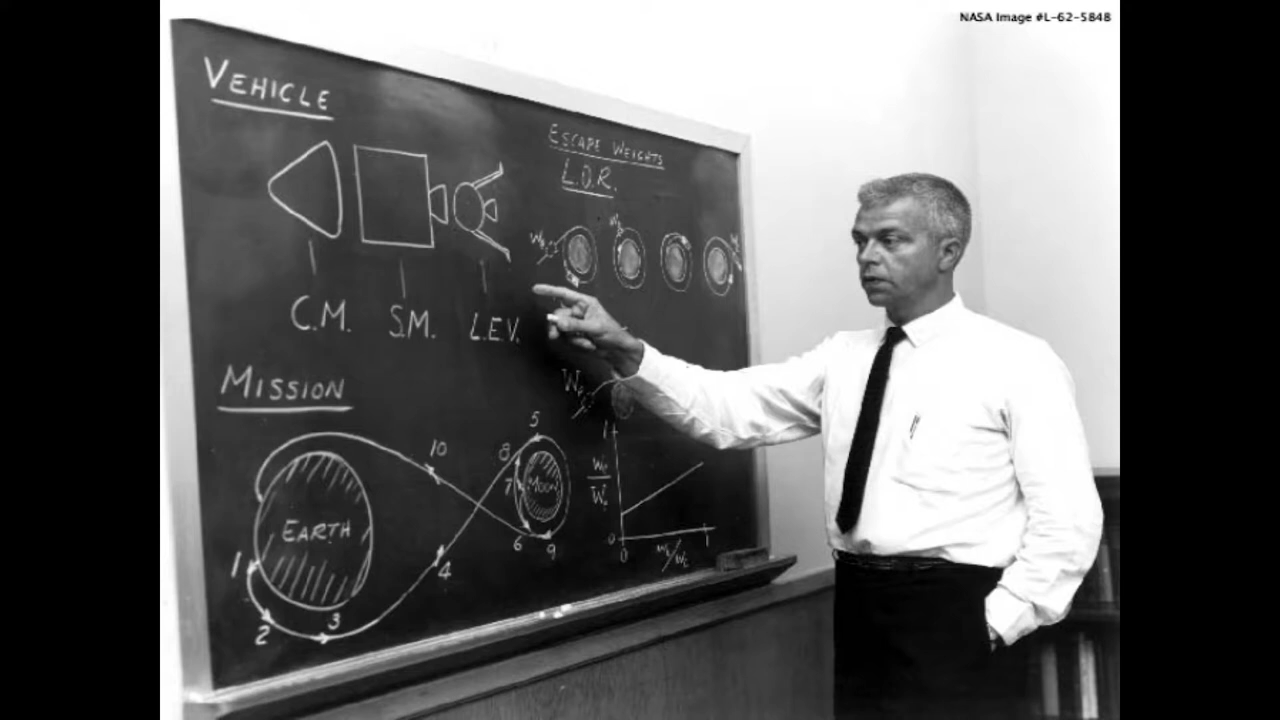 NASA Image #L-62-5848
VEHICLE
C.M.
S.M.
L.E.V.
ESCAPE WEIGHTS
L.O.R.
MISSION
EARTH
MOON
1
2
3
4
5
6
7
8
9
10
1
0
0